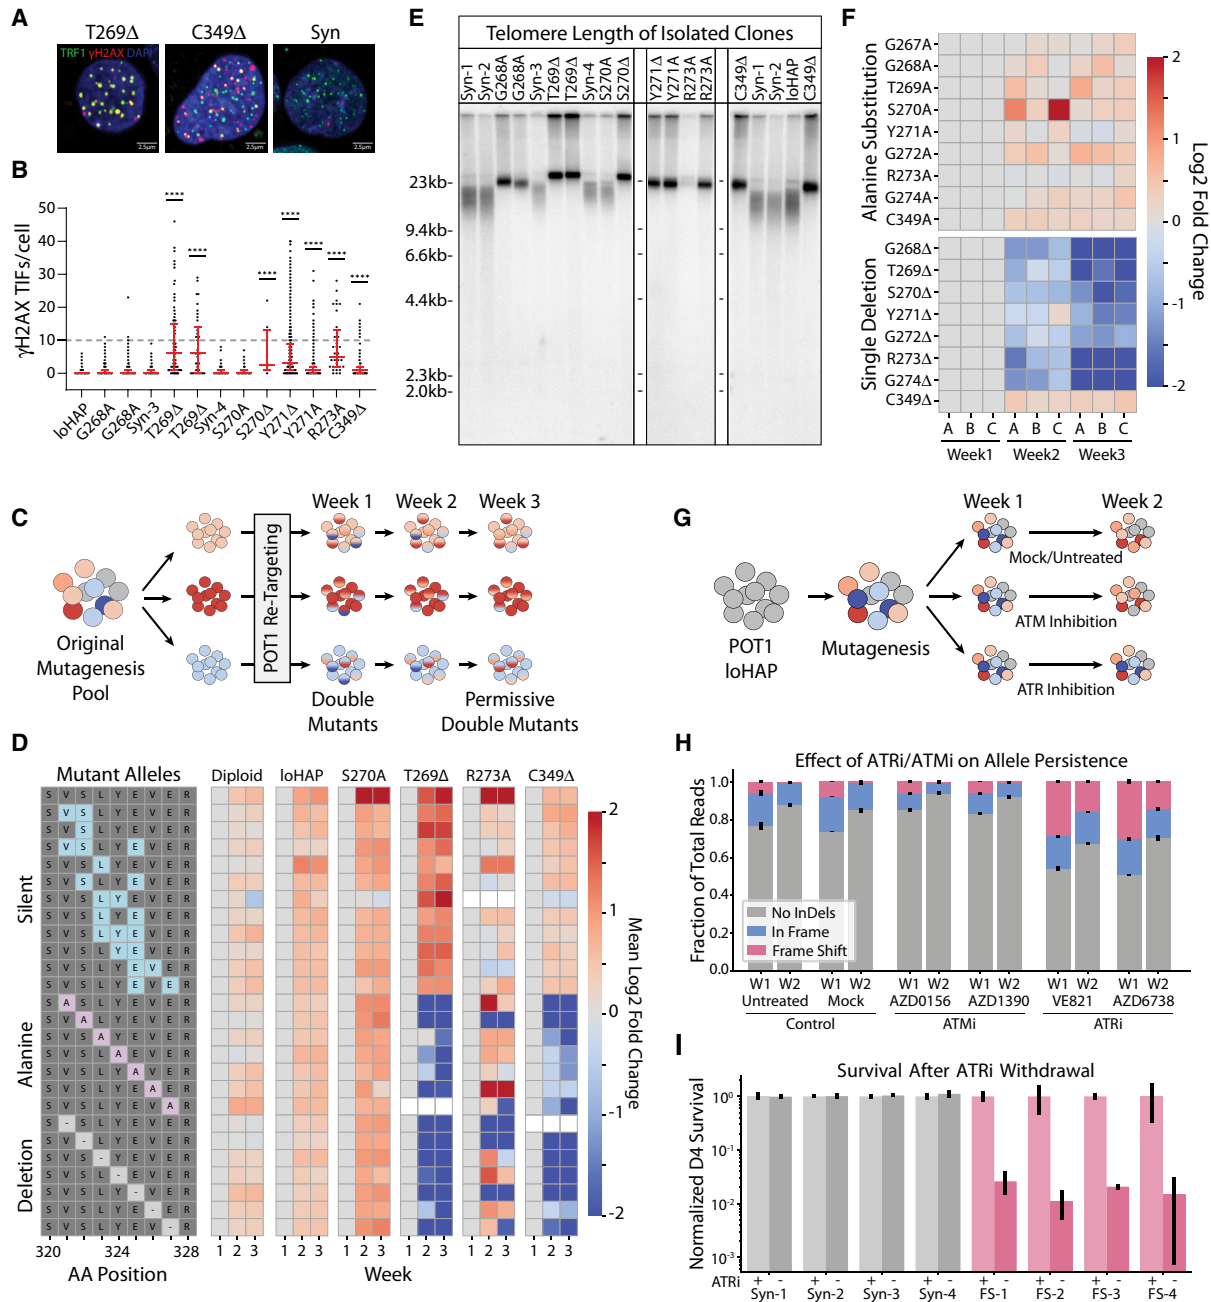 A
T269Δ
C349Δ
Syn
TRF1 γH2AX DAPI
2.5μm
2.5μm
2.5μm
B
γH2AX TIFs/cell
50
40
30
20
10
0
****
****
****
****
****
****
****
loHAP
G268A
G268A
Syn-3
T269Δ
T269Δ
Syn-4
S270A
S270Δ
Y271Δ
Y271A
R273A
C349Δ
E
Telomere Length of Isolated Clones
Syn-1
Syn-2
G268A
G268A
Syn-3
T269Δ
T269Δ
Syn-4
S270A
S270Δ
Y271Δ
Y271A
R273A
R273A
C349Δ
Syn-1
Syn-2
loHAP
C349Δ
23kb-
9.4kb-
6.6kb-
4.4kb-
2.3kb-
2.0kb-
F
Alanine Substitution
G267A
G268A
T269A
S270A
Y271A
G272A
R273A
G274A
C349A
Single Deletion
G268Δ
T269Δ
S270Δ
Y271Δ
G272Δ
R273Δ
G274Δ
C349Δ
A B C A B C A B C
Week1 Week2 Week3
2
1
0
-1
-2
Log2 Fold Change
C
Week 1 Week 2 Week 3
POT1 Re-Targeting
Original
Mutagenesis
Pool
Double
Mutants
Permissive
Double Mutants
G
Week 1 Week 2
Mock/Untreated
ATM Inhibition
ATR Inhibition
POT1
loHAP
Mutagenesis
D
Mutant Alleles Diploid loHAP S270A T269Δ R273A C349Δ
Silent
Alanine
Deletion
S V S L Y E V E R
S V S L Y E V E R
S V S L Y E V E R
S V S L Y E V E R
S V S L Y E V E R
S V S L Y E V E R
S V S L Y E V E R
S V S L Y E V E R
S V S L Y E V E R
S V S L Y E V E R
S V S L Y E V E R
S V S L Y E V E R
S A S L Y E V E R
S V A L Y E V E R
S V S A Y E V E R
S V S L A E V E R
S V S L Y A V E R
S V S L Y E A E R
S V S L Y E V A R
S - S L Y E V E R
S V - L Y E V E R
S V S - Y E V E R
S V S L - E V E R
S V S L Y - V E R
S V S L Y E - E R
S V S L Y E V - R
320 324 328
AA Position
1 2 3 1 2 3 1 2 3 1 2 3 1 2 3 1 2 3
Week
2
1
0
-1
-2
Mean Log2 Fold Change
H
Effect of ATRi/ATMi on Allele Persistence
Fraction of Total Reads
1.0
0.8
0.6
0.4
0.2
0.0
No InDels
In Frame
Frame Shift
W1 W2 W1 W2 W1 W2 W1 W2 W1 W2 W1 W2
Untreated Mock AZD0156 AZD1390 VE821 AZD6738
Control ATMi ATRi
I
Survival After ATRi Withdrawal
Normalized D4 Survival
10⁰
10⁻¹
10⁻²
10⁻³
ATRi + - + - + - + - + - + - + - + -
Syn-1 Syn-2 Syn-3 Syn-4 FS-1 FS-2 FS-3 FS-4